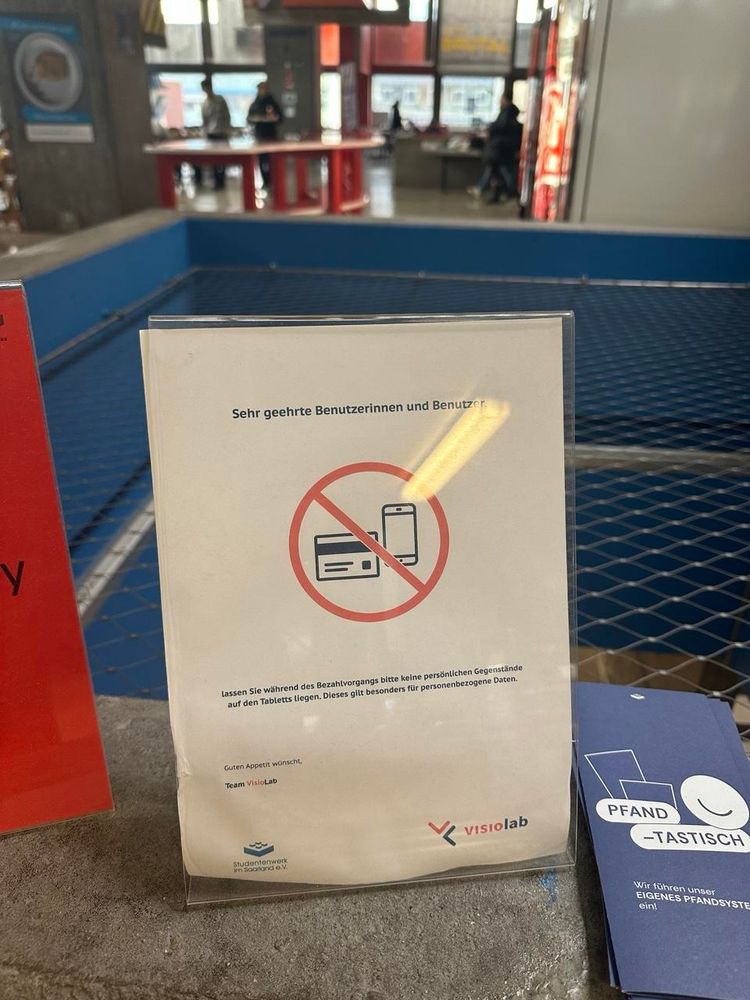 Sehr geehrte Benutzerinnen und Benutzer,
lassen Sie während des Bezahlvorgangs bitte keine persönlichen Gegenstände
auf den Tabletts liegen. Dieses gilt besonders für personenbezogene Daten.
Guten Appetit wünscht,
Team VisioLab
Studentenwerk
im Saarland e.V.
VISIOlab
y
PFAND
–TASTISCH
Wir führen unser
EIGENES PFANDSYSTE
ein!